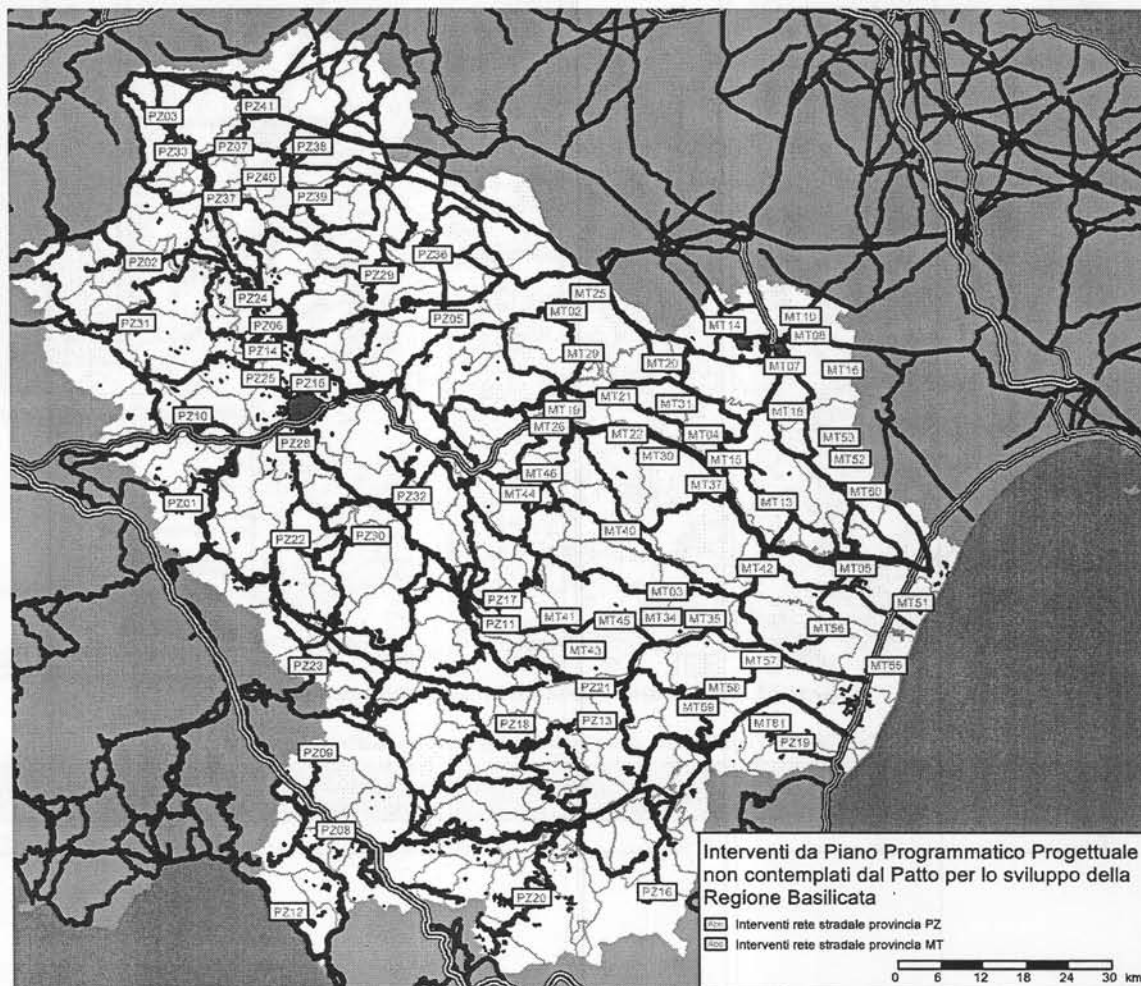 PZ41
PZ03
PZ07
PZ38
PZ33
PZ40
PZ37
PZ39
PZ36
PZ02
PZ29
PZ24
MT25
MT02
PZ05
PZ31
PZ06
MT14
MT10
MT08
PZ14
MT29
MT20
MT07
MT16
PZ25
PZ15
MT21
MT31
PZ10
MT19
MT18
MT26
MT22
MT04
MT53
PZ28
MT30
MT15
MT52
MT46
PZ32
MT44
MT37
MT60
PZ01
MT13
PZ22
PZ30
MT40
MT42
MT05
PZ17
MT03
MT51
PZ11
MT41
MT45
MT34
MT35
MT56
MT43
PZ23
MT57
MT55
PZ21
MT58
PZ18
PZ13
MT59
MT61
PZ19
PZ09
PZ08
PZ12
PZ20
PZ16
Interventi da Piano Programmatico Progettuale
non contemplati dal Patto per lo sviluppo della
Regione Basilicata
Interventi rete stradale provincia PZ
Interventi rete stradale provincia MT
0 6 12 18 24 30 km